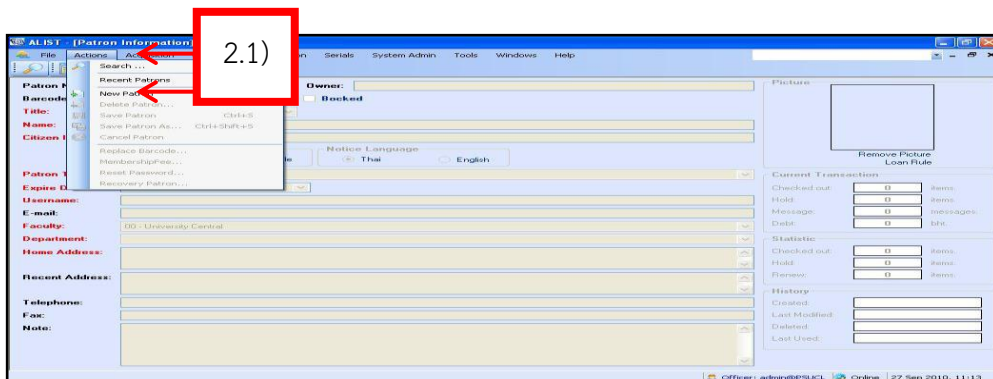 ALIST - [Patron Information]
2.1)
File Actions Serials System Admin Tools Windows Help
Search ...
Recent Patrons
New Patron
Delete Patron...
Save Patron Ctrl+S
Save Patron As... Ctrl+Shift+S
Cancel Patron
Replace Barcode...
MembershipFee...
Reset Password...
Recovery Patron...
Owner:
Barcode Booked
Title:
Name:
Citizen
Notice Language
Thai English
Patron
Expire
Username:
E-mail:
Faculty: 00 - University Central
Department:
Home Address:
Recent Address:
Telephone:
Fax:
Note:
Picture
Remove Picture
Loan Rule
Current Transaction
Checked out: 0 items.
Hold: 0 items.
Message: 0 messages.
Debt: 0 bht.
Statistic
Checked out: 0 items.
Hold: 0 items.
Renew: 0 items.
History
Created:
Last Modified:
Deleted:
Last Used:
Officer: admin@PSUCL Online 27 Sep 2010, 11:13